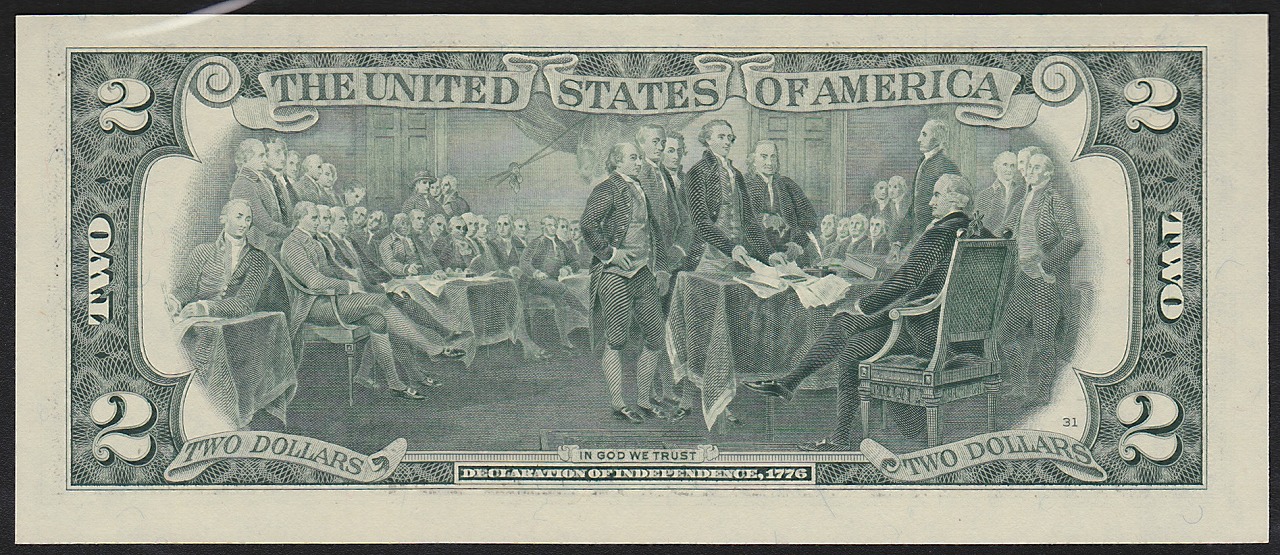 THE UNITED STATES OF AMERICA
2
2
TWO
TWO
31
2
2
TWO DOLLARS
TWO DOLLARS
IN GOD WE TRUST
DECLARATION OF INDEPENDENCE, 1776